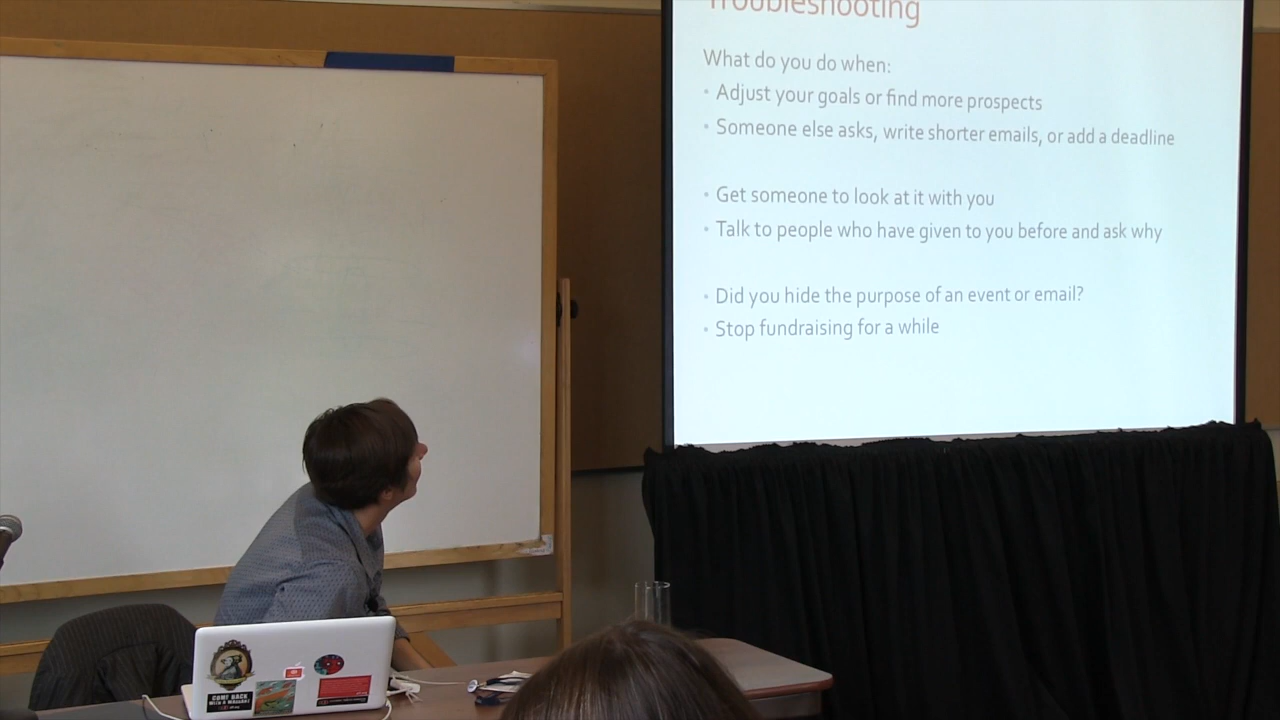 Troubleshooting
What do you do when:
• Adjust your goals or find more prospects
• Someone else asks, write shorter emails, or add a deadline
• Get someone to look at it with you
• Talk to people who have given to you before and ask why
• Did you hide the purpose of an event or email?
• Stop fundraising for a while
COME BACK
WITH A WARRANT